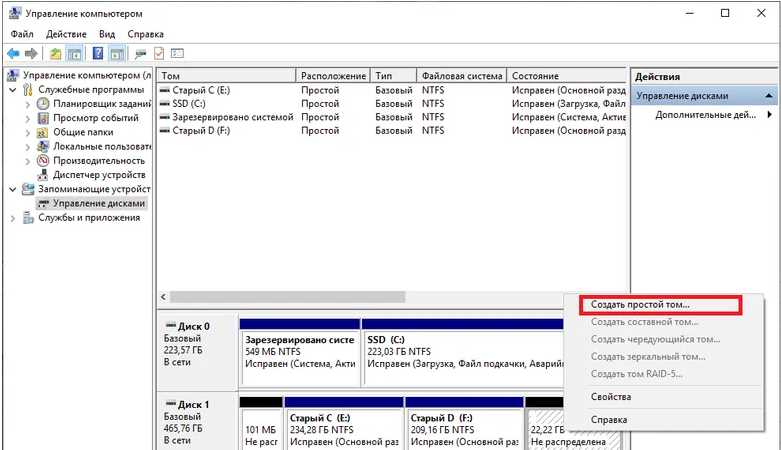 Управление компьютером
Файл Действие Вид Справка
Управление компьютером (л
Служебные программы
Планировщик заданий
Просмотр событий
Общие папки
Локальные пользовате
Производительность
Диспетчер устройств
Запоминающие устройст
Управление дисками
Службы и приложения
Том Расположение Тип Файловая система Состояние
Старый C (E:) Простой Базовый NTFS Исправен (Основной разд
SSD (C:) Простой Базовый NTFS Исправен (Загрузка, Файл
Зарезервировано системой Простой Базовый NTFS Исправен (Система, Акти
Старый D (F:) Простой Базовый NTFS Исправен (Основной разд
Действия
Управление дисками
Дополнительные дей...
Диск 0
Базовый
223,57 ГБ
В сети
Зарезервировано систе
549 МБ NTFS
Исправен (Система, Акти
SSD (C:)
223,03 ГБ NTFS
Исправен (Загрузка, Файл подкачки, Аварийн
Диск 1
Базовый
465,76 ГБ
В сети
101 МБ
Не расг
Старый C (E:)
234,28 ГБ NTFS
Исправен (Основной раз
Старый D (F:)
209,16 ГБ NTFS
Исправен (Основной раз
22,22 ГБ
Не распределена
Создать простой том...
Создать составной том...
Создать чередующийся том...
Создать зеркальный том...
Создать том RAID-5...
Свойства
Справка